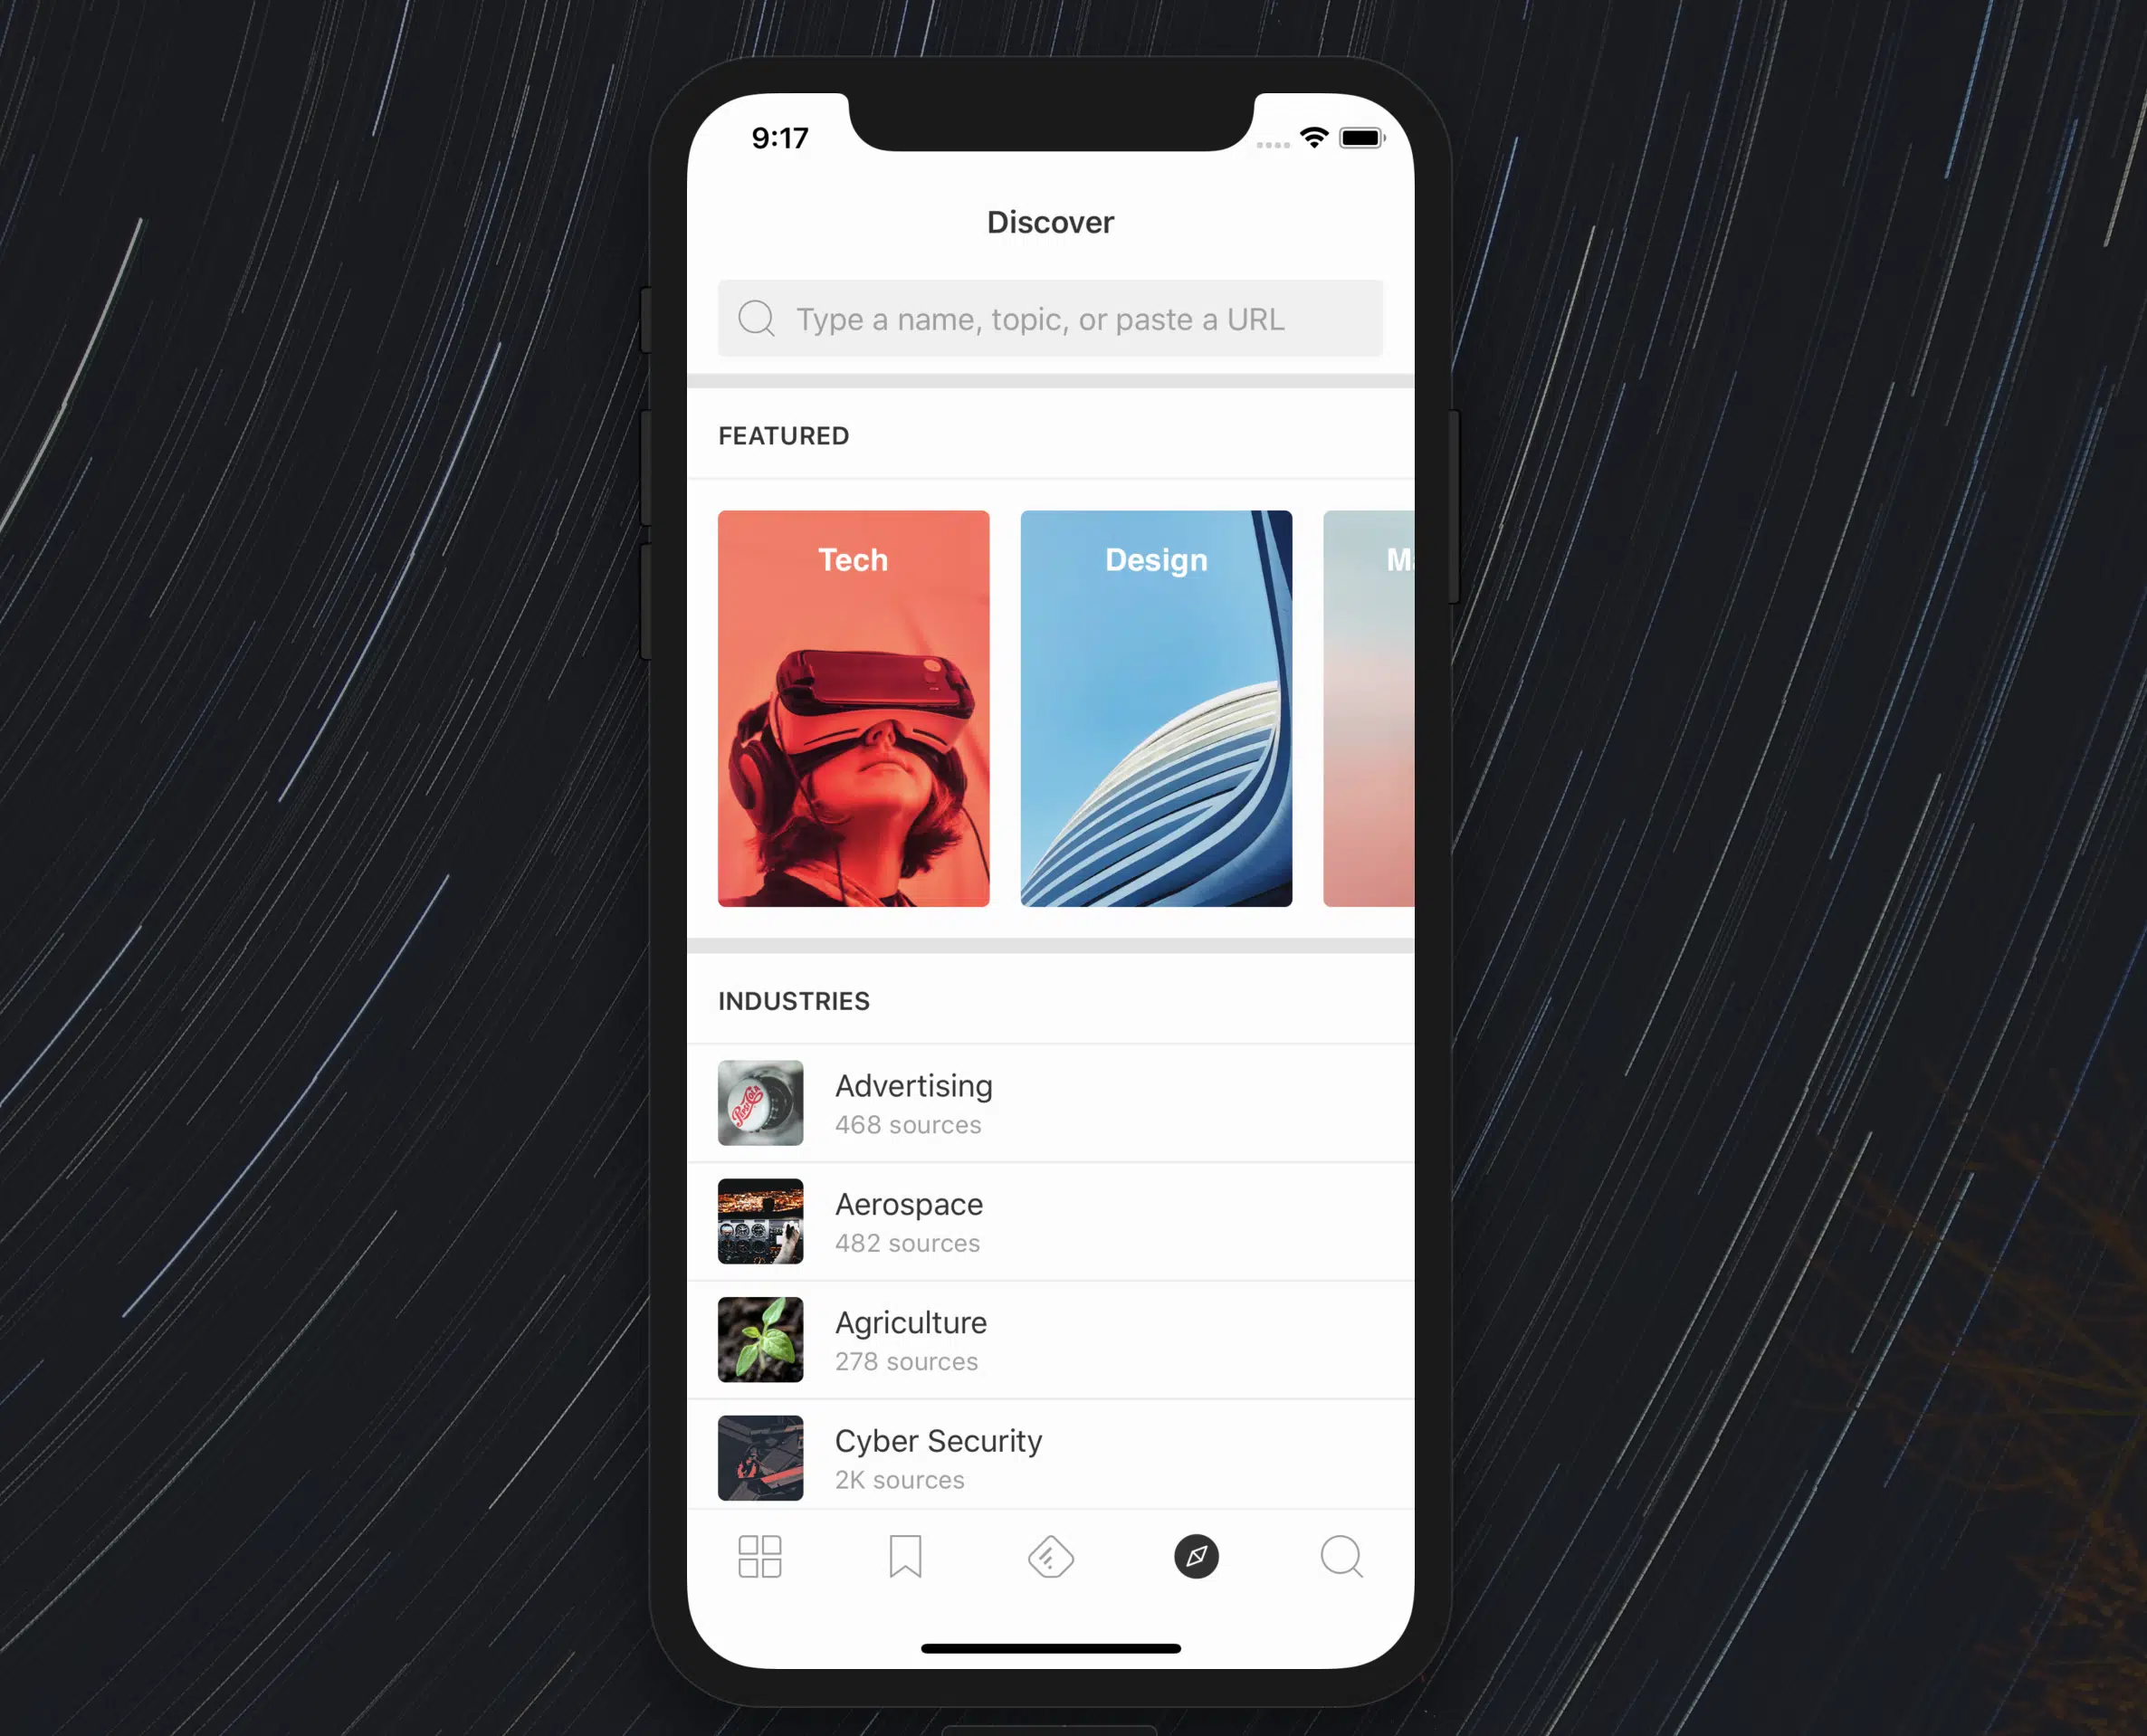 9:17
Discover
Type a name, topic, or paste a URL
FEATURED
Tech
Design
INDUSTRIES
Advertising
468 sources
Aerospace
482 sources
Agriculture
278 sources
Cyber Security
2K sources